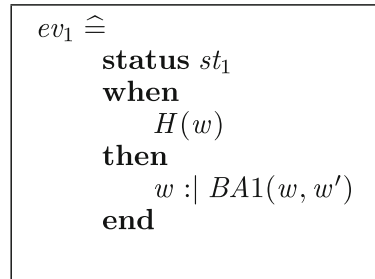 ev₁ ≙
status st₁
when
H(w)
then
w :| BA1(w, w′)
end